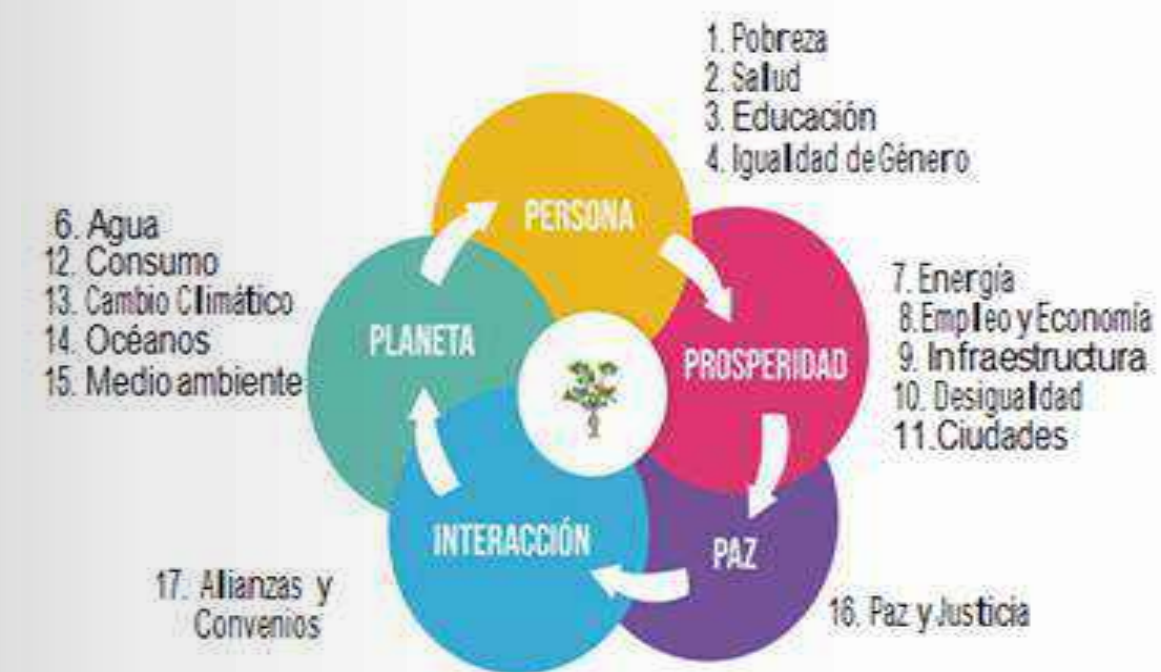 1. Pobreza
2. Salud
3. Educación
4. Igualdad de Género
PERSONA
6. Agua
12. Consumo
13. Cambio Climático
14. Océanos
15. Medio ambiente
PLANETA
PROSPERIDAD
7. Energía
8.Empleo y Economía
9. Infraestructura
10. Desigualdad
11.Ciudades
INTERACCIÓN
PAZ
17. Alianzas y
Convenios
16. Paz y Justicia